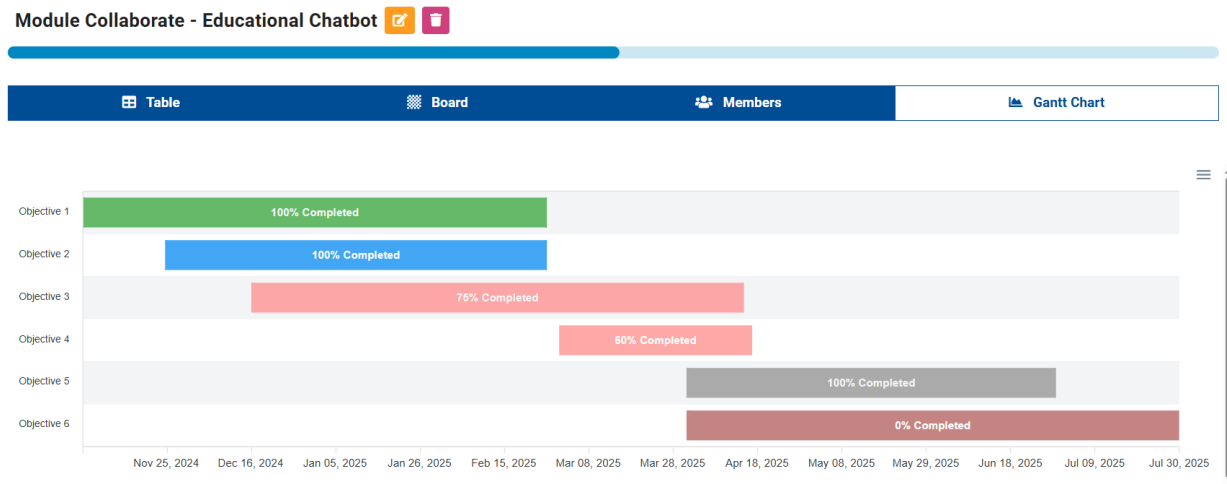 Module Collaborate - Educational Chatbot
Table Board Members Gantt Chart
Objective 1 100% Completed
Objective 2 100% Completed
Objective 3 75% Completed
Objective 4 60% Completed
Objective 5 100% Completed
Objective 6 0% Completed
Nov 25, 2024 Dec 16, 2024 Jan 05, 2025 Jan 26, 2025 Feb 15, 2025 Mar 08, 2025 Mar 28, 2025 Apr 18, 2025 May 08, 2025 May 29, 2025 Jun 18, 2025 Jul 09, 2025 Jul 30, 2025